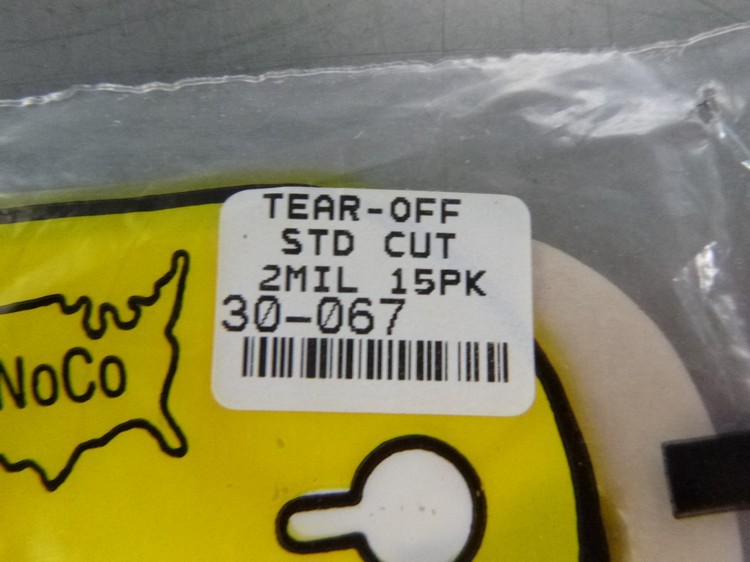 TEAR-OFF
STD CUT
2MIL 15PK
30-067
NoCo